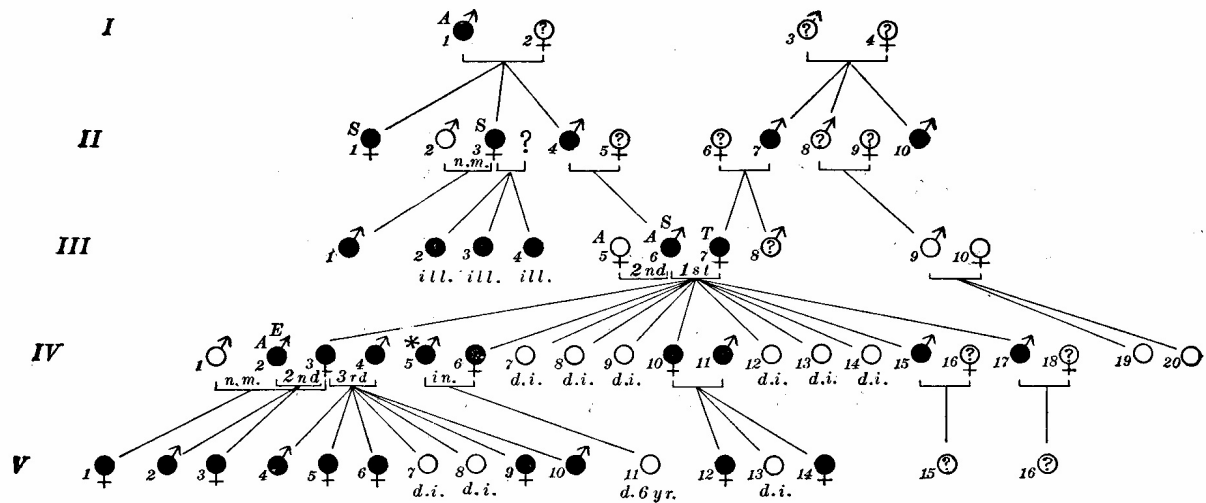 I A 1 2 ? 3 ? 4 ?
II S 1 2 S 3 ? 4 5 ? 6 ? 7 8 ? 9 ? 10
n.m.
III 1 2 3 4 A 5 A 6 S T 7 8 ? 9 10
ill. ill. ill. 2nd 1st
IV 1 A 2 E 3 4 * 5 6 7 8 9 10 11 12 13 14 15 16 ? 17 18 ? 19 20
n.m. 2nd 3rd in. d.i. d.i. d.i. d.i. d.i. d.i.
V 1 2 3 4 5 6 7 8 9 10 11 12 13 14 15 ? 16 ?
d.i. d.i. d.6 yr. d.i.